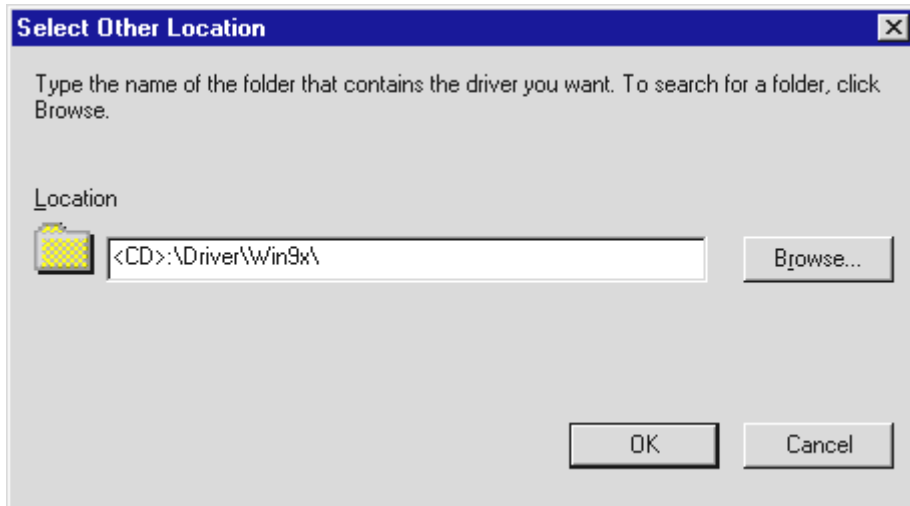 Select Other Location
Type the name of the folder that contains the driver you want. To search for a folder, click
Browse.
Location
<CD>:\Driver\Win9x\
Browse...
OK
Cancel